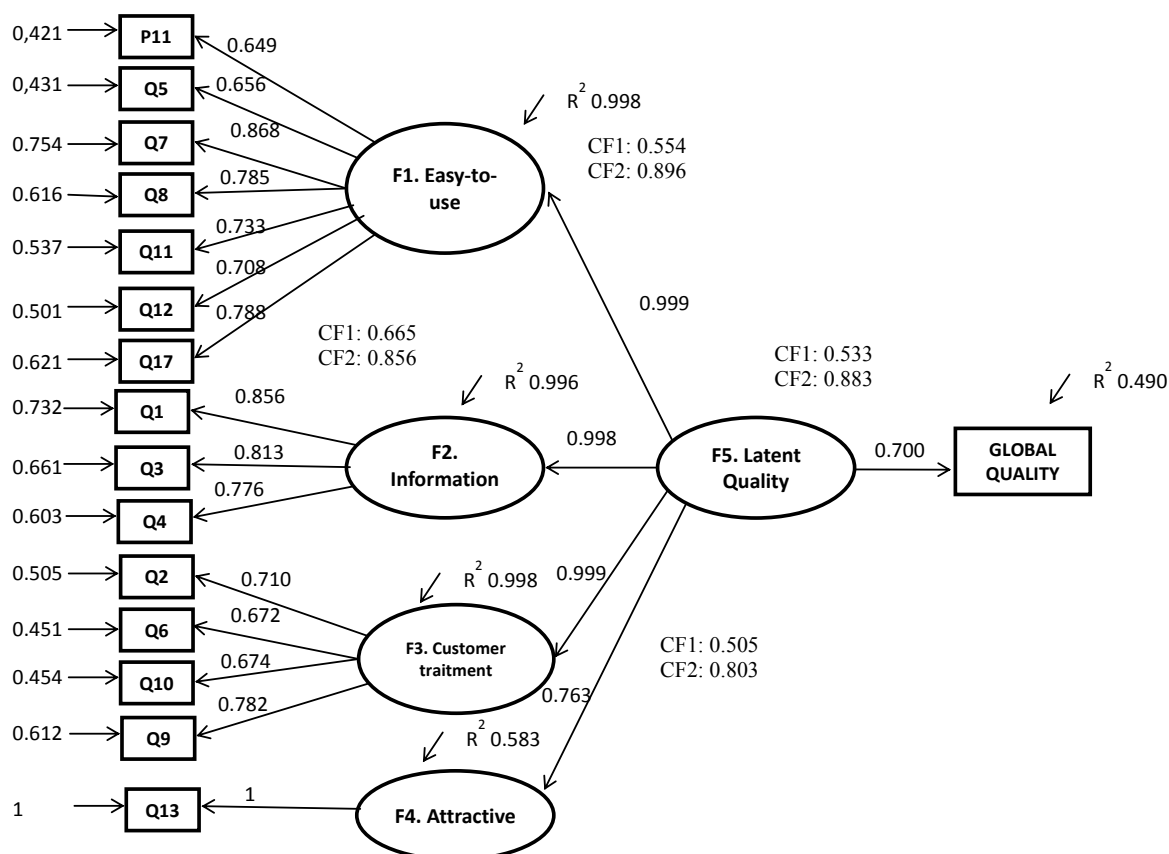 0,421
P11
0.649
0,431
Q5
0.656
R² 0.998
0.754
Q7
0.868
CF1: 0.554
CF2: 0.896
F1. Easy-to-
use
0.616
Q8
0.785
0.537
Q11
0.733
0.501
Q12
0.708
0.999
0.621
Q17
0.788
CF1: 0.665
CF2: 0.856
CF1: 0.533
CF2: 0.883
R² 0.996
R² 0.490
0.732
Q1
0.856
0.661
Q3
0.813
F2.
Information
0.998
F5. Latent
Quality
0.700
GLOBAL
QUALITY
0.603
Q4
0.776
0.505
Q2
0.710
R² 0.998
0.999
0.451
Q6
0.672
F3. Customer
traitment
CF1: 0.505
CF2: 0.803
0.454
Q10
0.674
0.763
0.612
Q9
0.782
R² 0.583
1
Q13
1
F4. Attractive